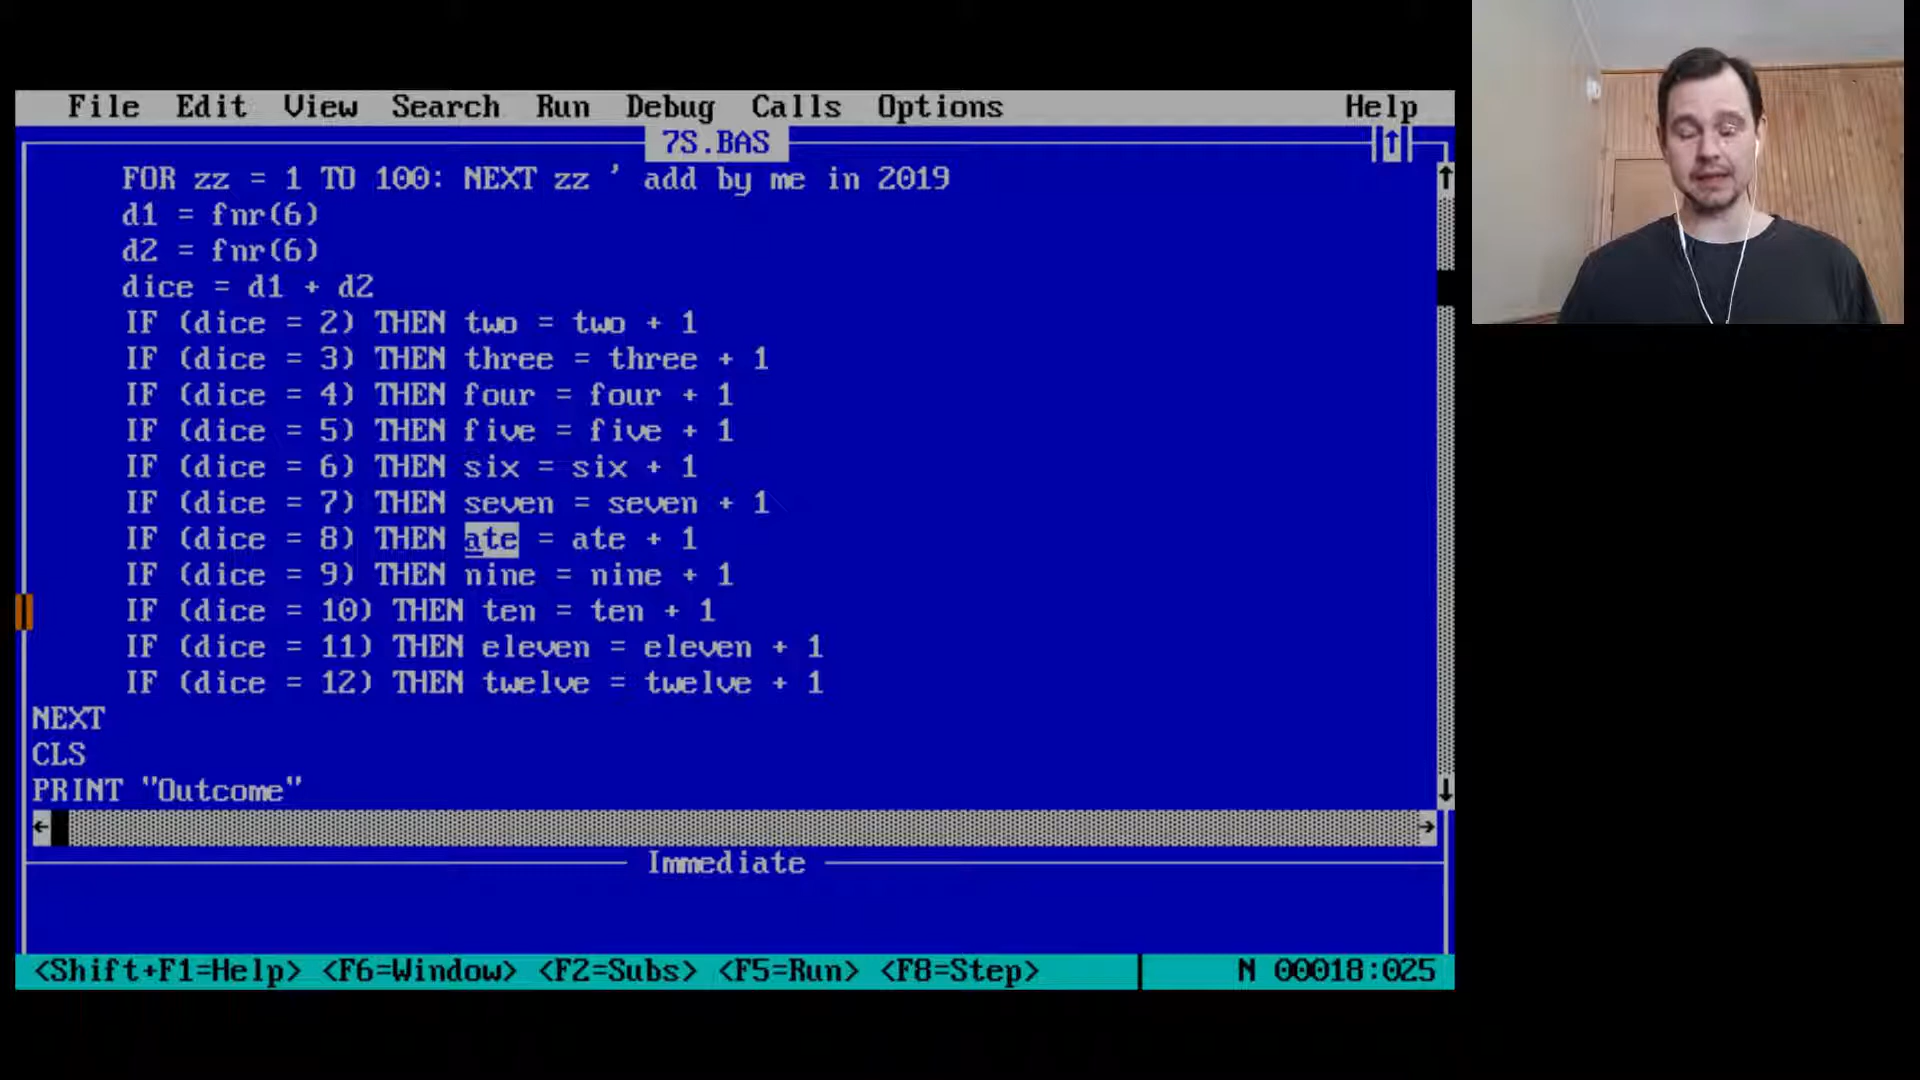 File Edit View Search Run Debug Calls Options Help
7S.BAS
FOR zz = 1 TO 100: NEXT zz ' add by me in 2019
d1 = fnr(6)
d2 = fnr(6)
dice = d1 + d2
IF (dice = 2) THEN two = two + 1
IF (dice = 3) THEN three = three + 1
IF (dice = 4) THEN four = four + 1
IF (dice = 5) THEN five = five + 1
IF (dice = 6) THEN six = six + 1
IF (dice = 7) THEN seven = seven + 1
IF (dice = 8) THEN ate = ate + 1
IF (dice = 9) THEN nine = nine + 1
IF (dice = 10) THEN ten = ten + 1
IF (dice = 11) THEN eleven = eleven + 1
IF (dice = 12) THEN twelve = twelve + 1
NEXT
CLS
PRINT "Outcome"
Immediate
<Shift+F1=Help> <F6=Window> <F2=Subs> <F5=Run> <F8=Step> N 00018:025